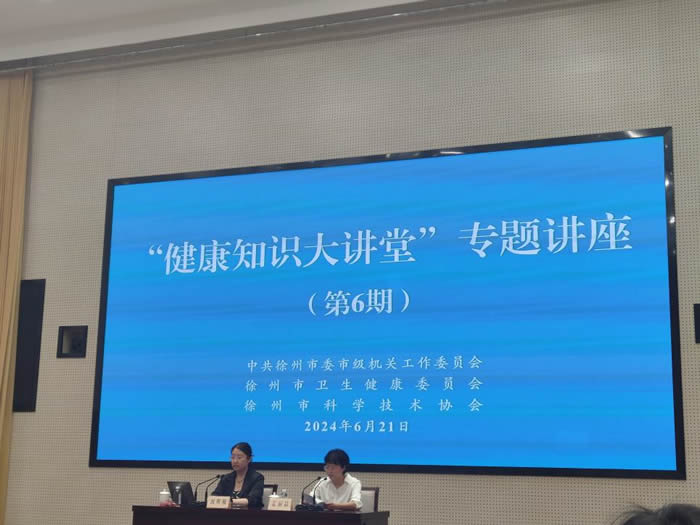 “健康知识大讲堂”专题讲座
（第6期）
中共徐州市委市级机关工作委员会
徐州市卫生健康委员会
徐州市科学技术协会
2024年6月21日